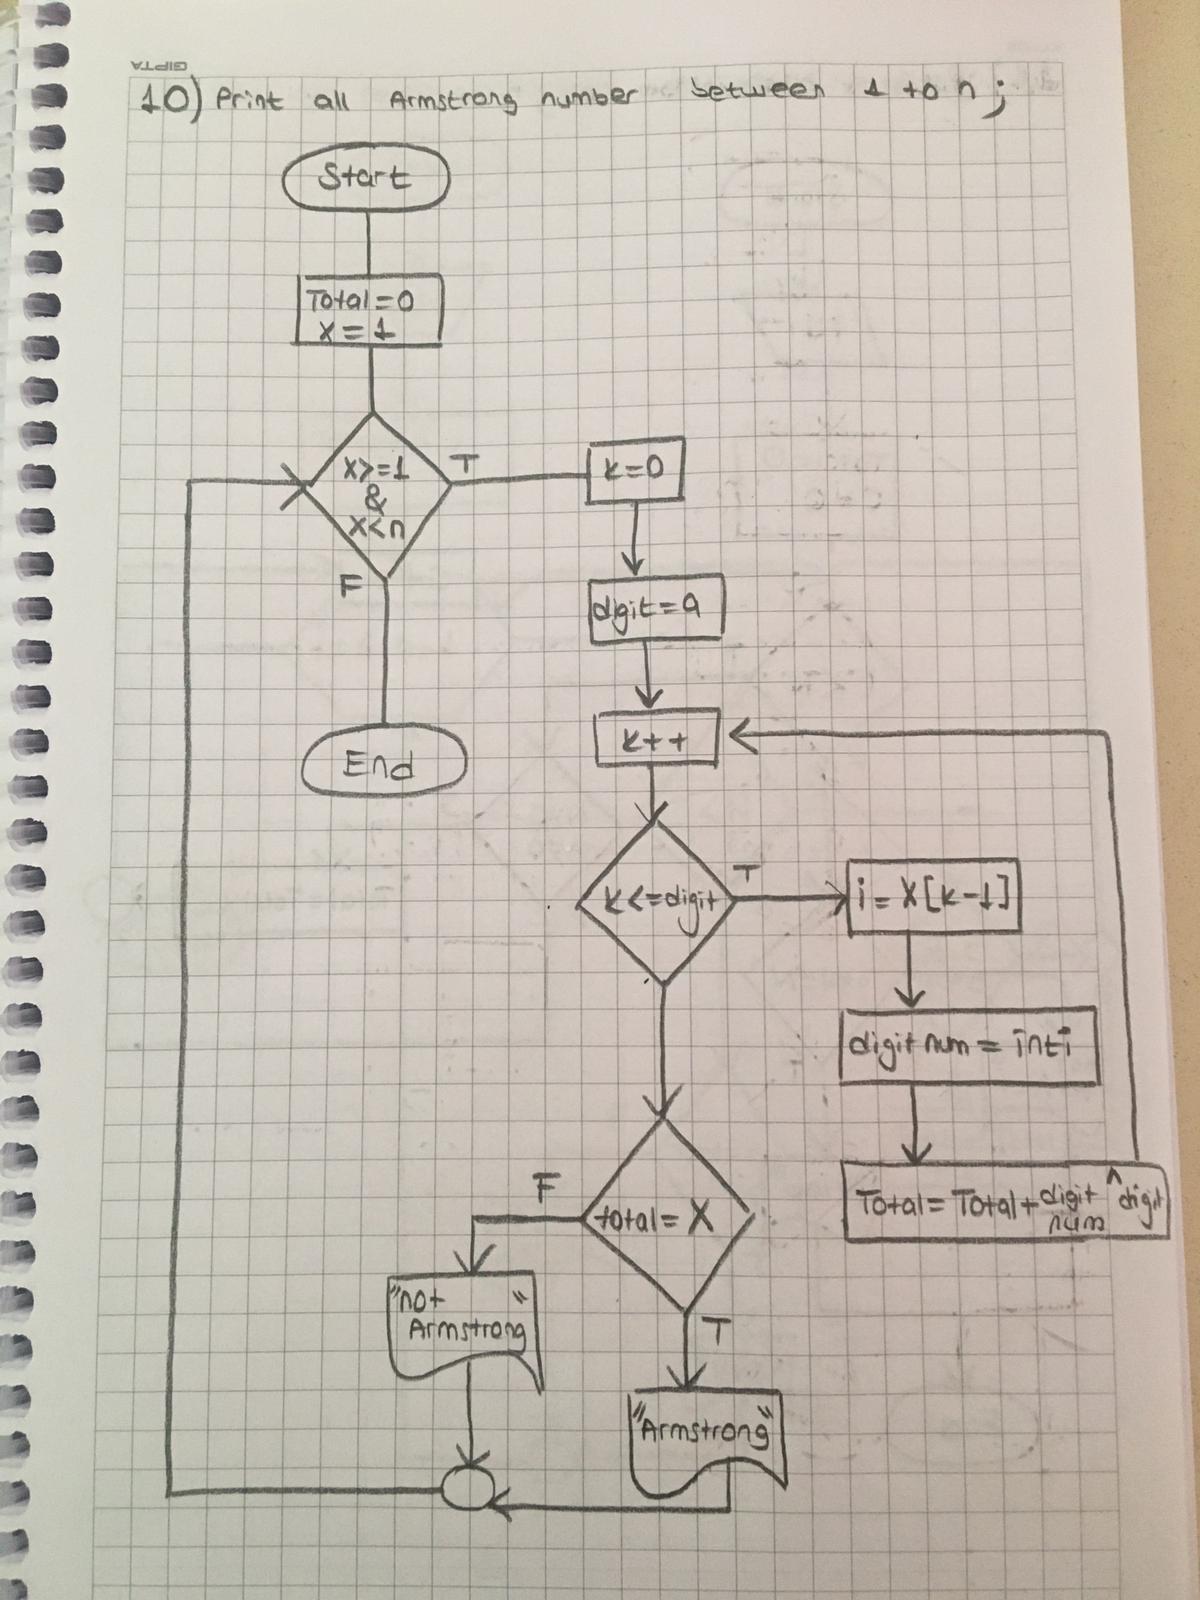 GIPTA
10) Print all Armstrong number between 1 to n ;
Start
Total=0
x = 1
x>=1
&
x<n
T
F
End
k=0
digit=a
k++
k<=digit
T
i = X[k-1]
digit num = inti
Total = Total + digit num ^ digit
total = X
F
T
"not
Armstrong"
"Armstrong"